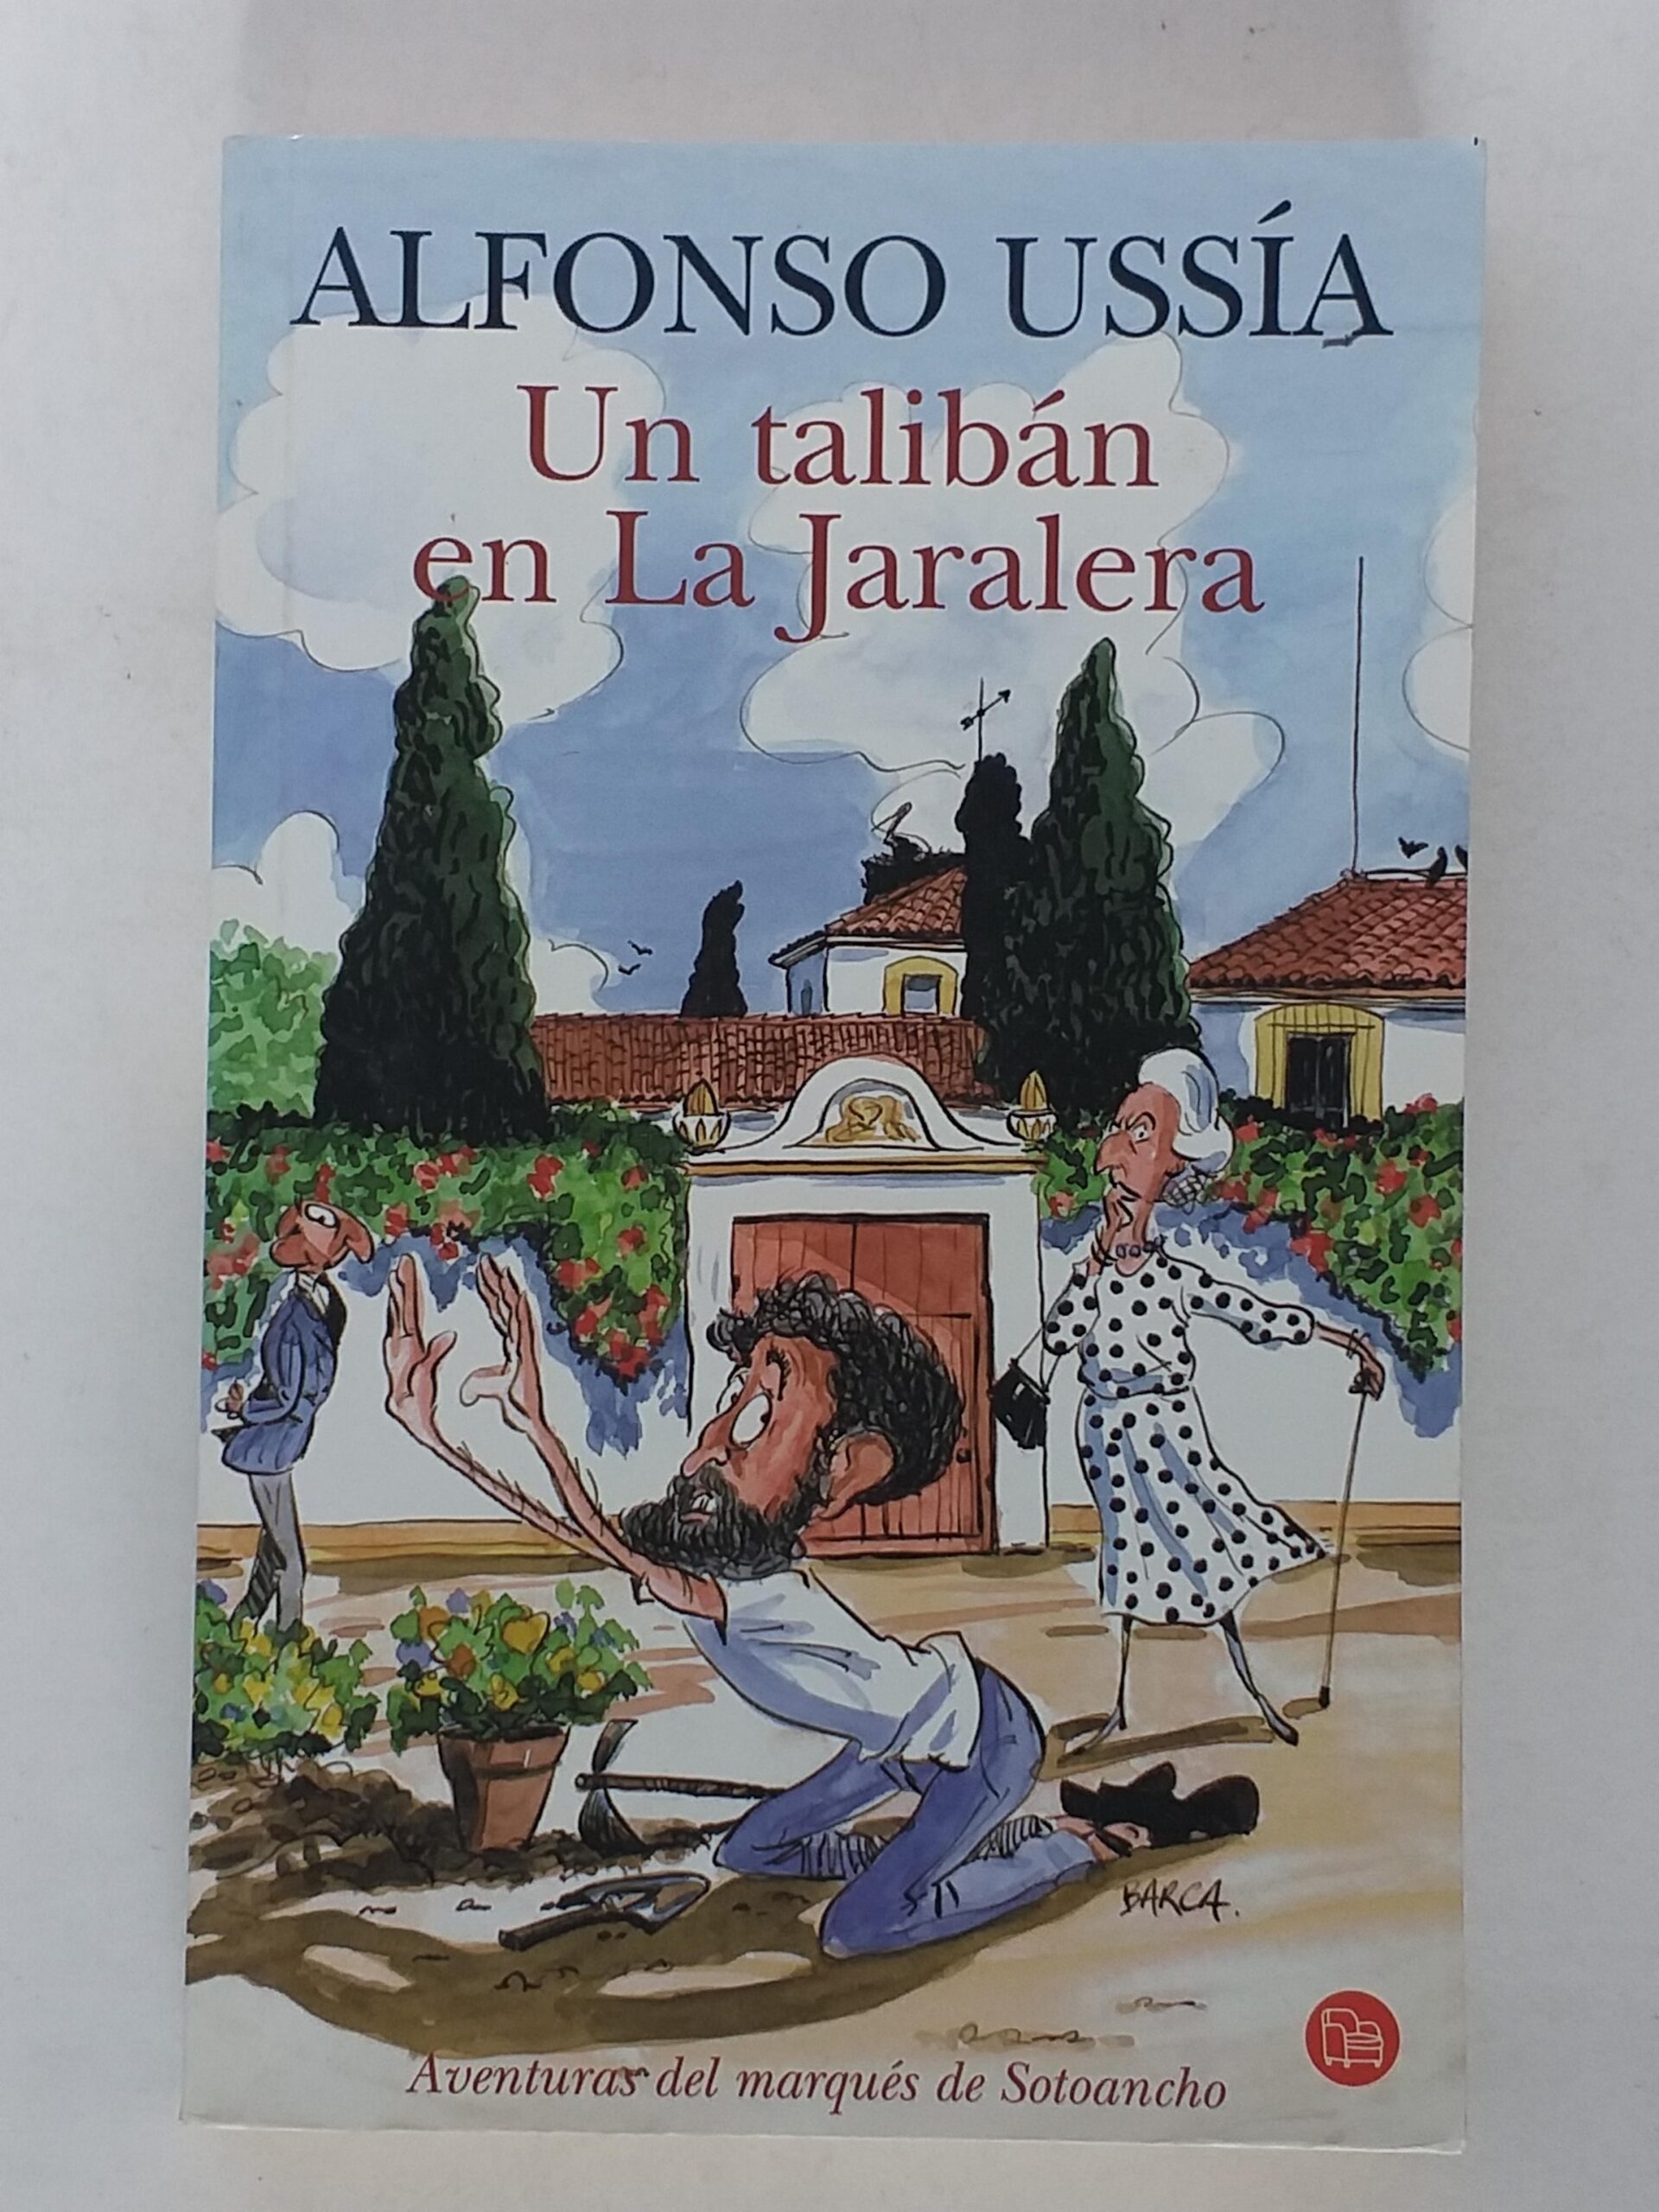 ALFONSO USSÍA
Un talibán
en La Jaralera
BARCA.
Aventuras del marqués de Sotoancho